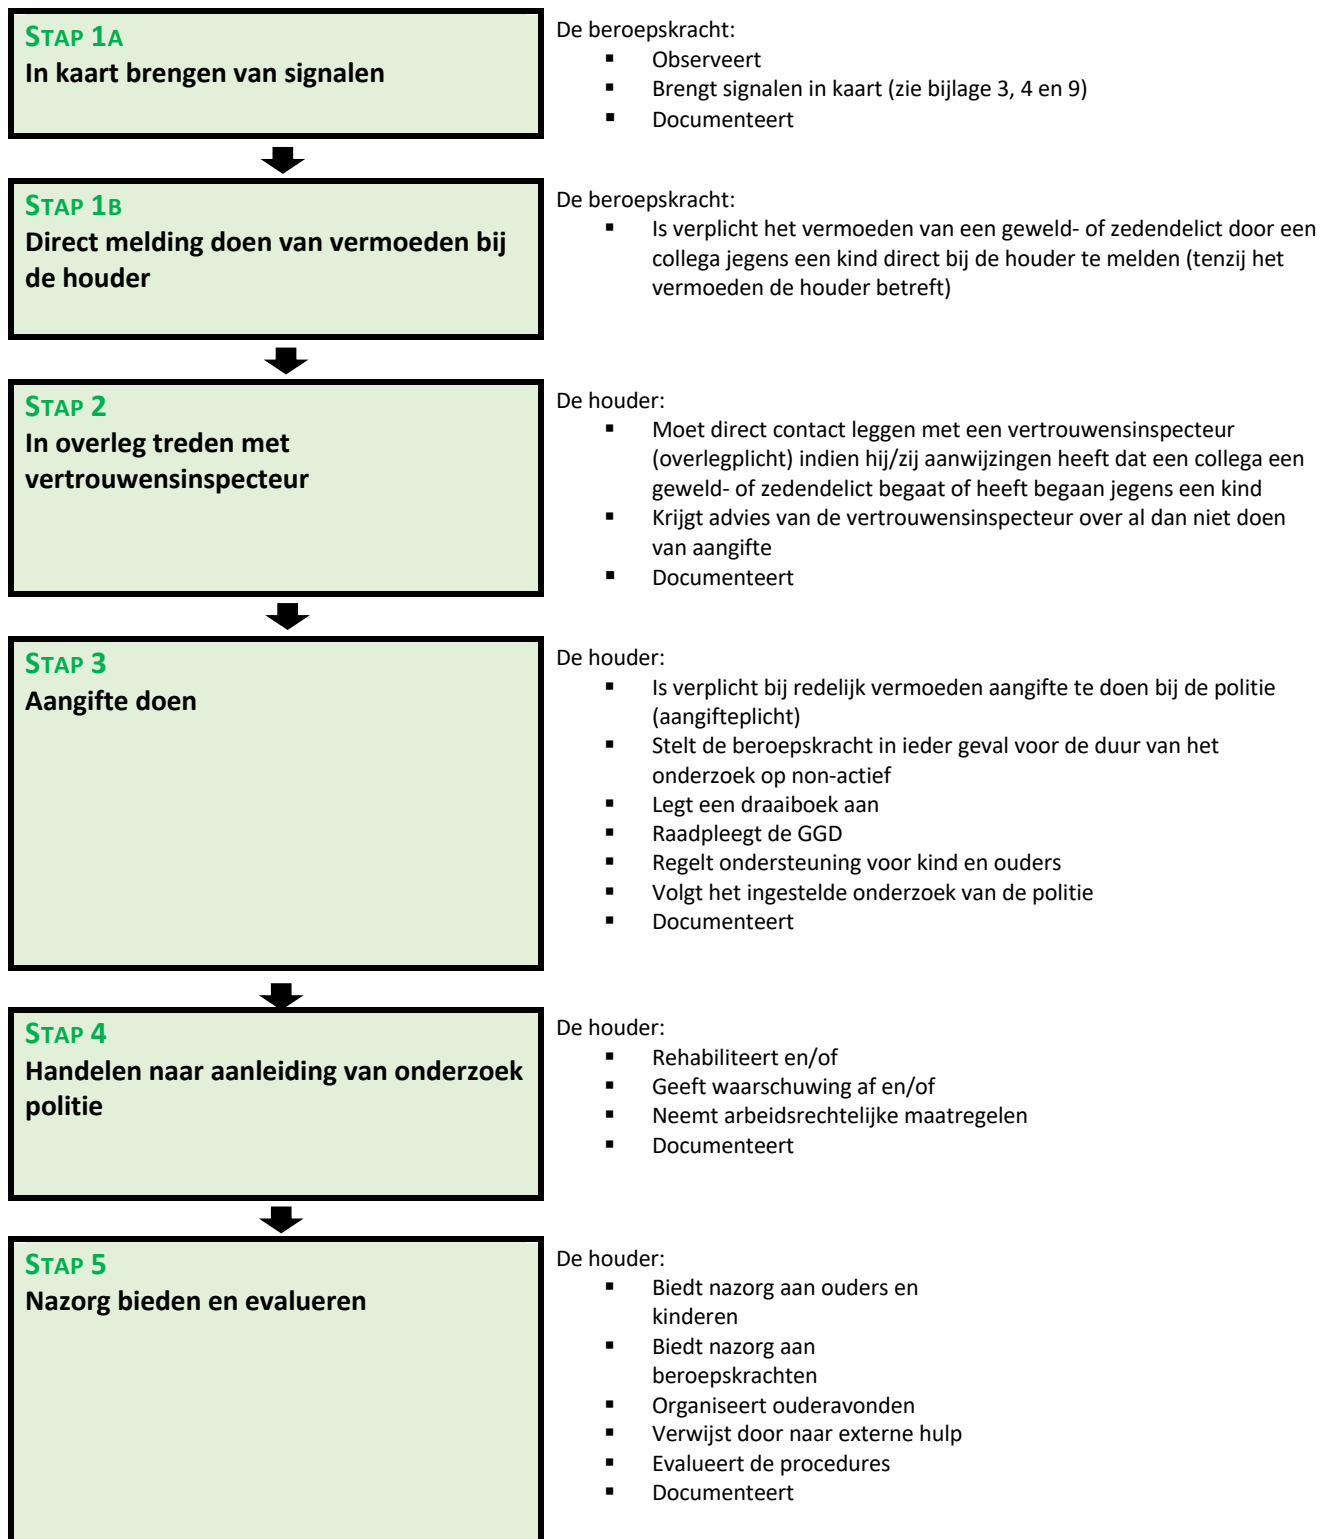 STAP 1A
In kaart brengen van signalen
De beroepskracht:
▪ Observeert
▪ Brengt signalen in kaart (zie bijlage 3, 4 en 9)
▪ Documenteert
STAP 1B
Direct melding doen van vermoeden bij
de houder
De beroepskracht:
▪ Is verplicht het vermoeden van een geweld- of zedendelict door een
collega jegens een kind direct bij de houder te melden (tenzij het
vermoeden de houder betreft)
STAP 2
In overleg treden met
vertrouwensinspecteur
De houder:
▪ Moet direct contact leggen met een vertrouwensinspecteur
(overlegplicht) indien hij/zij aanwijzingen heeft dat een collega een
geweld- of zedendelict begaat of heeft begaan jegens een kind
▪ Krijgt advies van de vertrouwensinspecteur over al dan niet doen
van aangifte
▪ Documenteert
STAP 3
Aangifte doen
De houder:
▪ Is verplicht bij redelijk vermoeden aangifte te doen bij de politie
(aangifteplicht)
▪ Stelt de beroepskracht in ieder geval voor de duur van het
onderzoek op non-actief
▪ Legt een draaiboek aan
▪ Raadpleegt de GGD
▪ Regelt ondersteuning voor kind en ouders
▪ Volgt het ingestelde onderzoek van de politie
▪ Documenteert
STAP 4
Handelen naar aanleiding van onderzoek
politie
De houder:
▪ Rehabiliteert en/of
▪ Geeft waarschuwing af en/of
▪ Neemt arbeidsrechtelijke maatregelen
▪ Documenteert
STAP 5
Nazorg bieden en evalueren
De houder:
▪ Biedt nazorg aan ouders en
kinderen
▪ Biedt nazorg aan
beroepskrachten
▪ Organiseert ouderavonden
▪ Verwijst door naar externe hulp
▪ Evalueert de procedures
▪ Documenteert